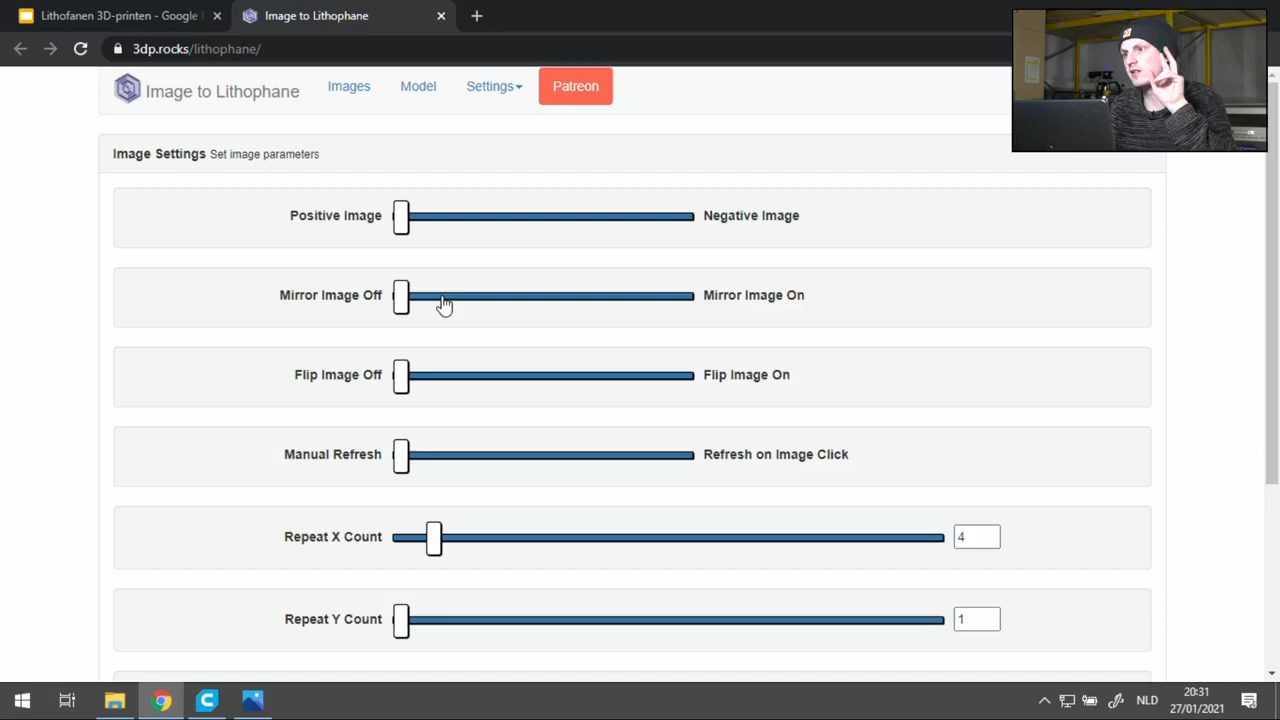 Lithofanen 3D-printen - Google
Image to Lithophane
3dp.rocks/lithophane/
Image to Lithophane
Images
Model
Settings
Patreon
Image Settings Set image parameters
Positive Image
Negative Image
Mirror Image Off
Mirror Image On
Flip Image Off
Flip Image On
Manual Refresh
Refresh on Image Click
Repeat X Count
4
Repeat Y Count
1
NLD
20:31
27/01/2021